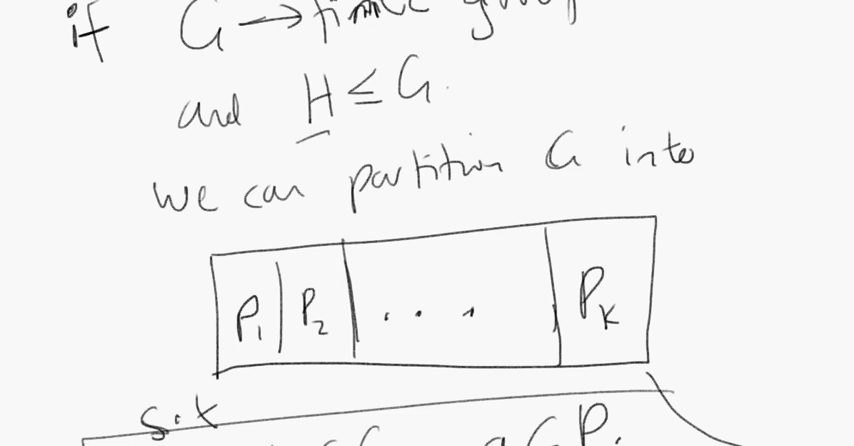 if G → finite group
and H ≤ G.
we can partition G into
P₁ P₂ . . . Pₖ
s.t